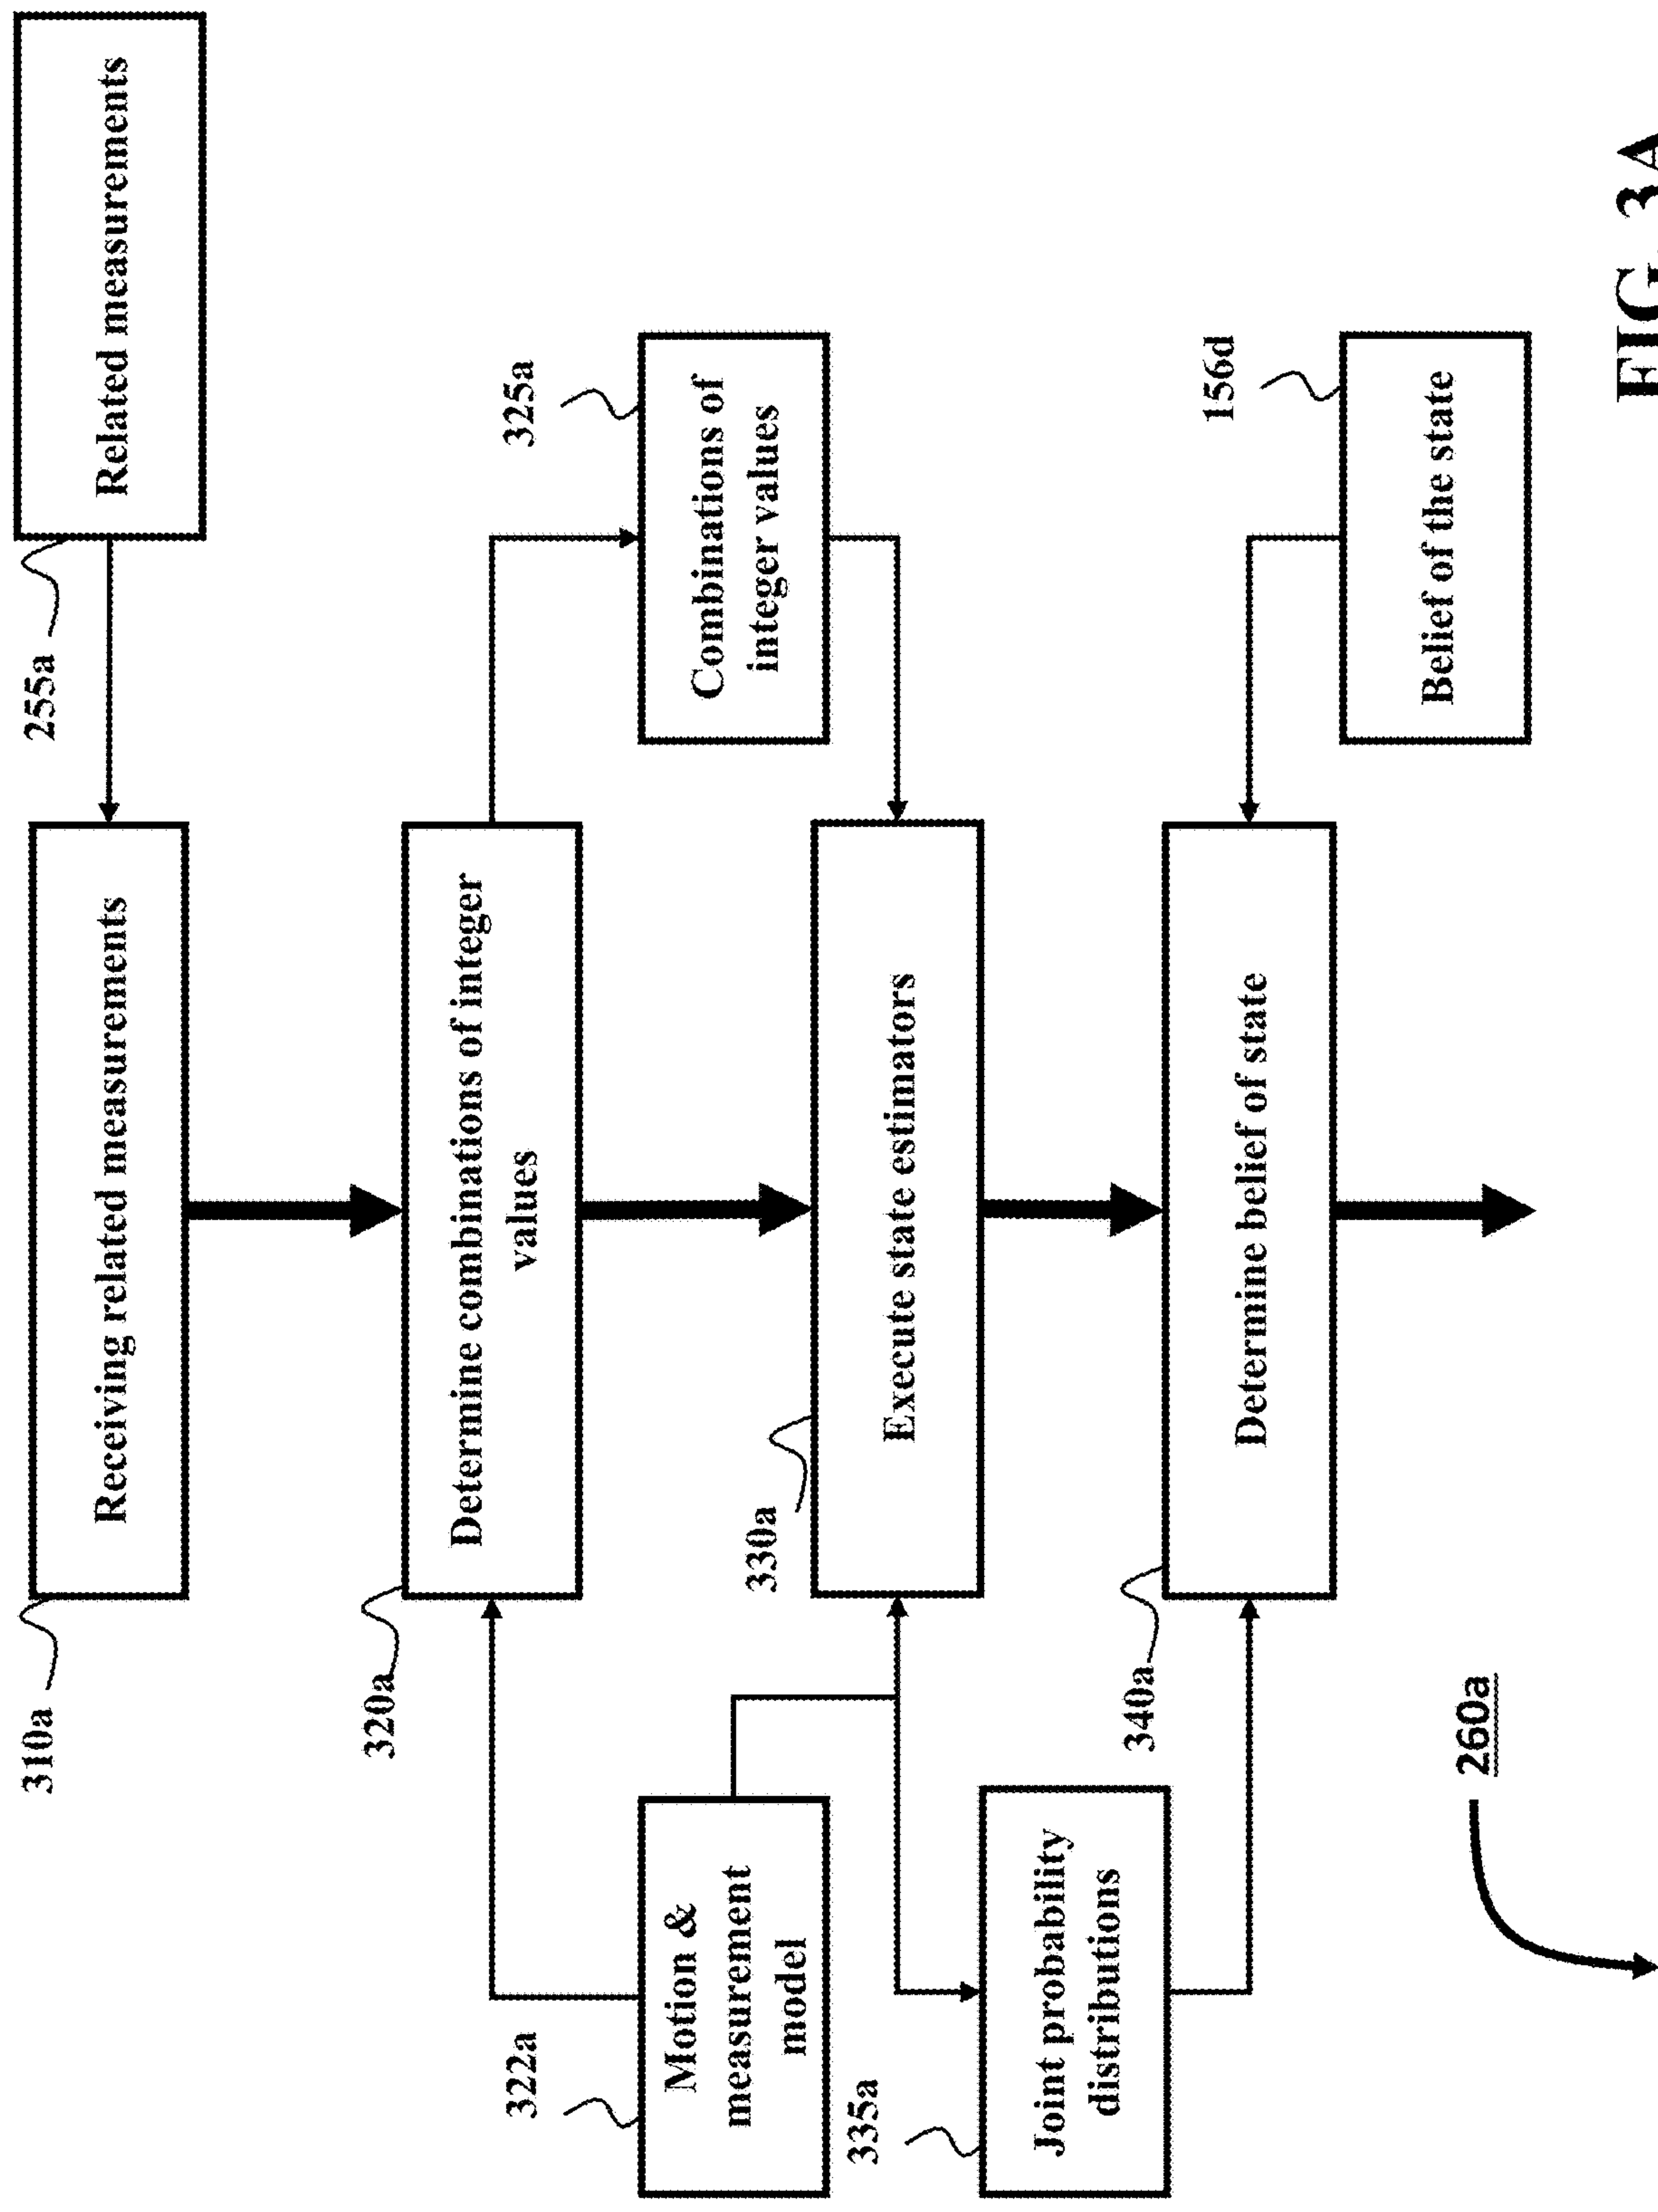 255a
Related measurements
310a
Receiving related measurements
320a
Determine combinations of integer
values
322a
Motion &
measurement
model
325a
Combinations of
integer values
330a
Execute state estimators
335a
Joint probability
distributions
340a
Determine belief of state
156d
Belief of the state
260a
FIG. 3A